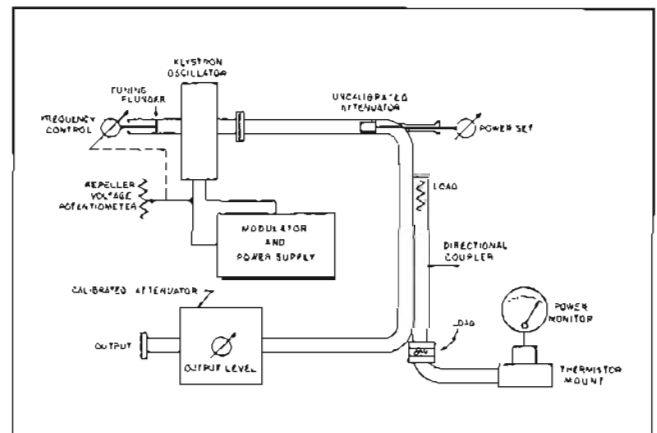 KLYSTRON
OSCILLATOR
TUNING
PLUNGER
FREQUENCY
CONTROL
UNCALIBRATED
ATTENUATOR
POWER SET
REPELLER
VOLTAGE
POTENTIOMETER
LOAD
MODULATOR
AND
POWER SUPPLY
DIRECTIONAL
COUPLER
CALIBRATED ATTENUATOR
POWER
MONITOR
LOAD
OUTPUT
OUTPUT LEVEL
THERMISTOR
MOUNT